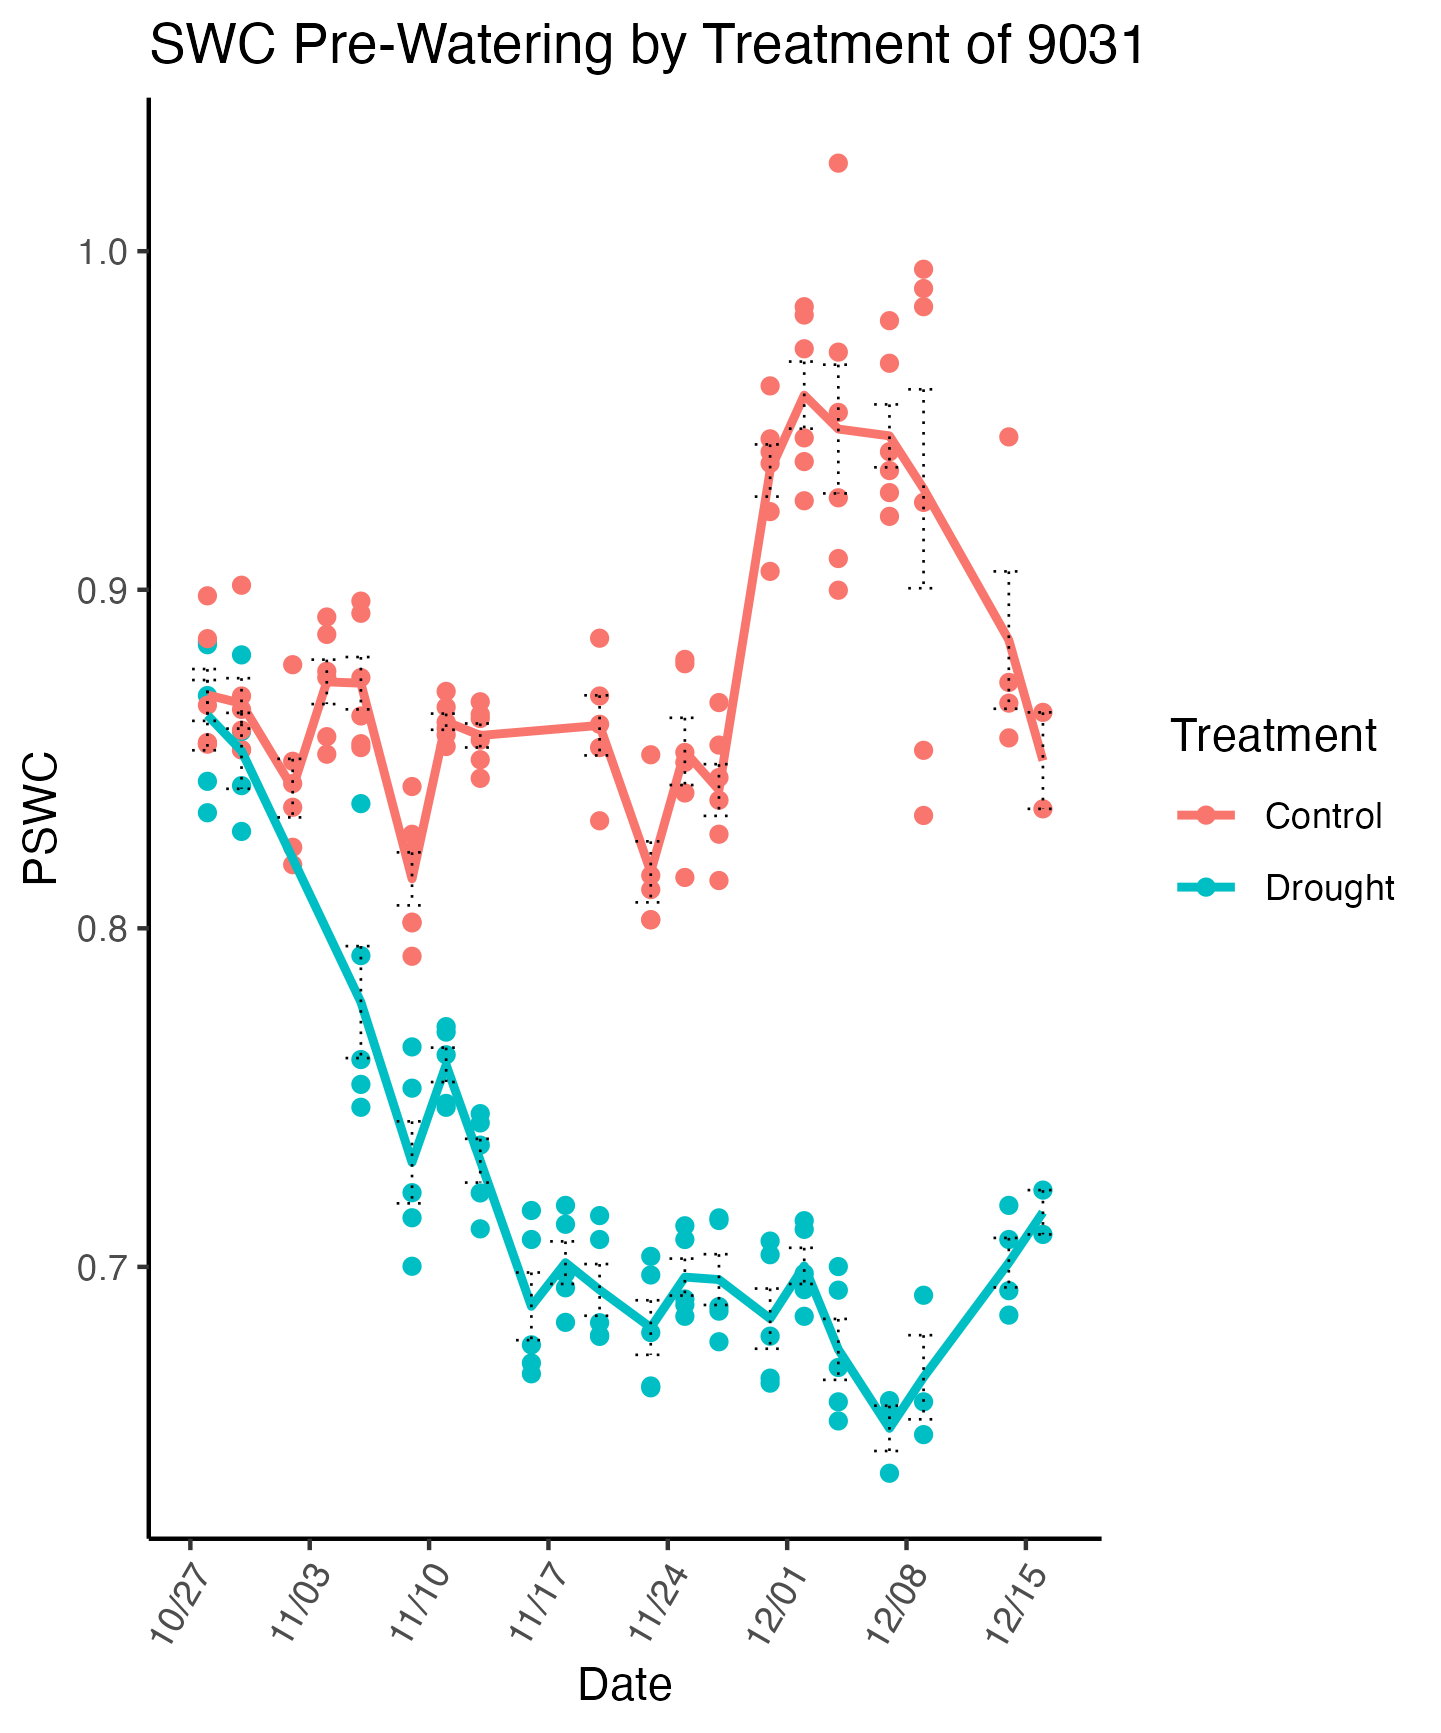 SWC Pre-Watering by Treatment of 9031
PSWC
1.0
0.9
0.8
0.7
10/27
11/03
11/10
11/17
11/24
12/01
12/08
12/15
Date
Treatment
Control
Drought